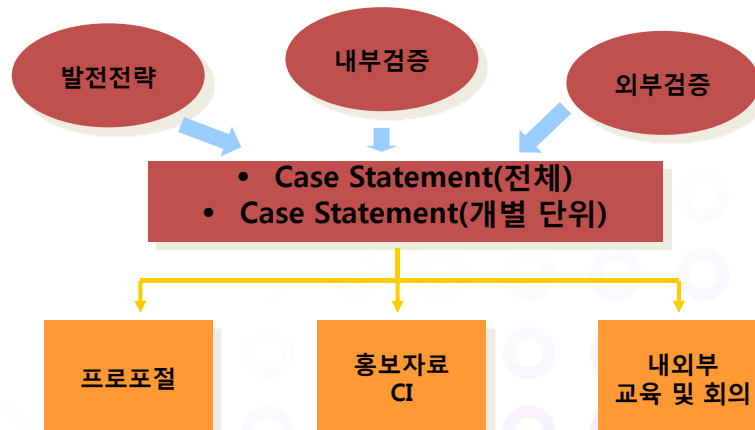 발전전략
내부검증
외부검증
• Case Statement(전체)
• Case Statement(개별 단위)
프로포절
홍보자료
CI
내외부
교육 및 회의